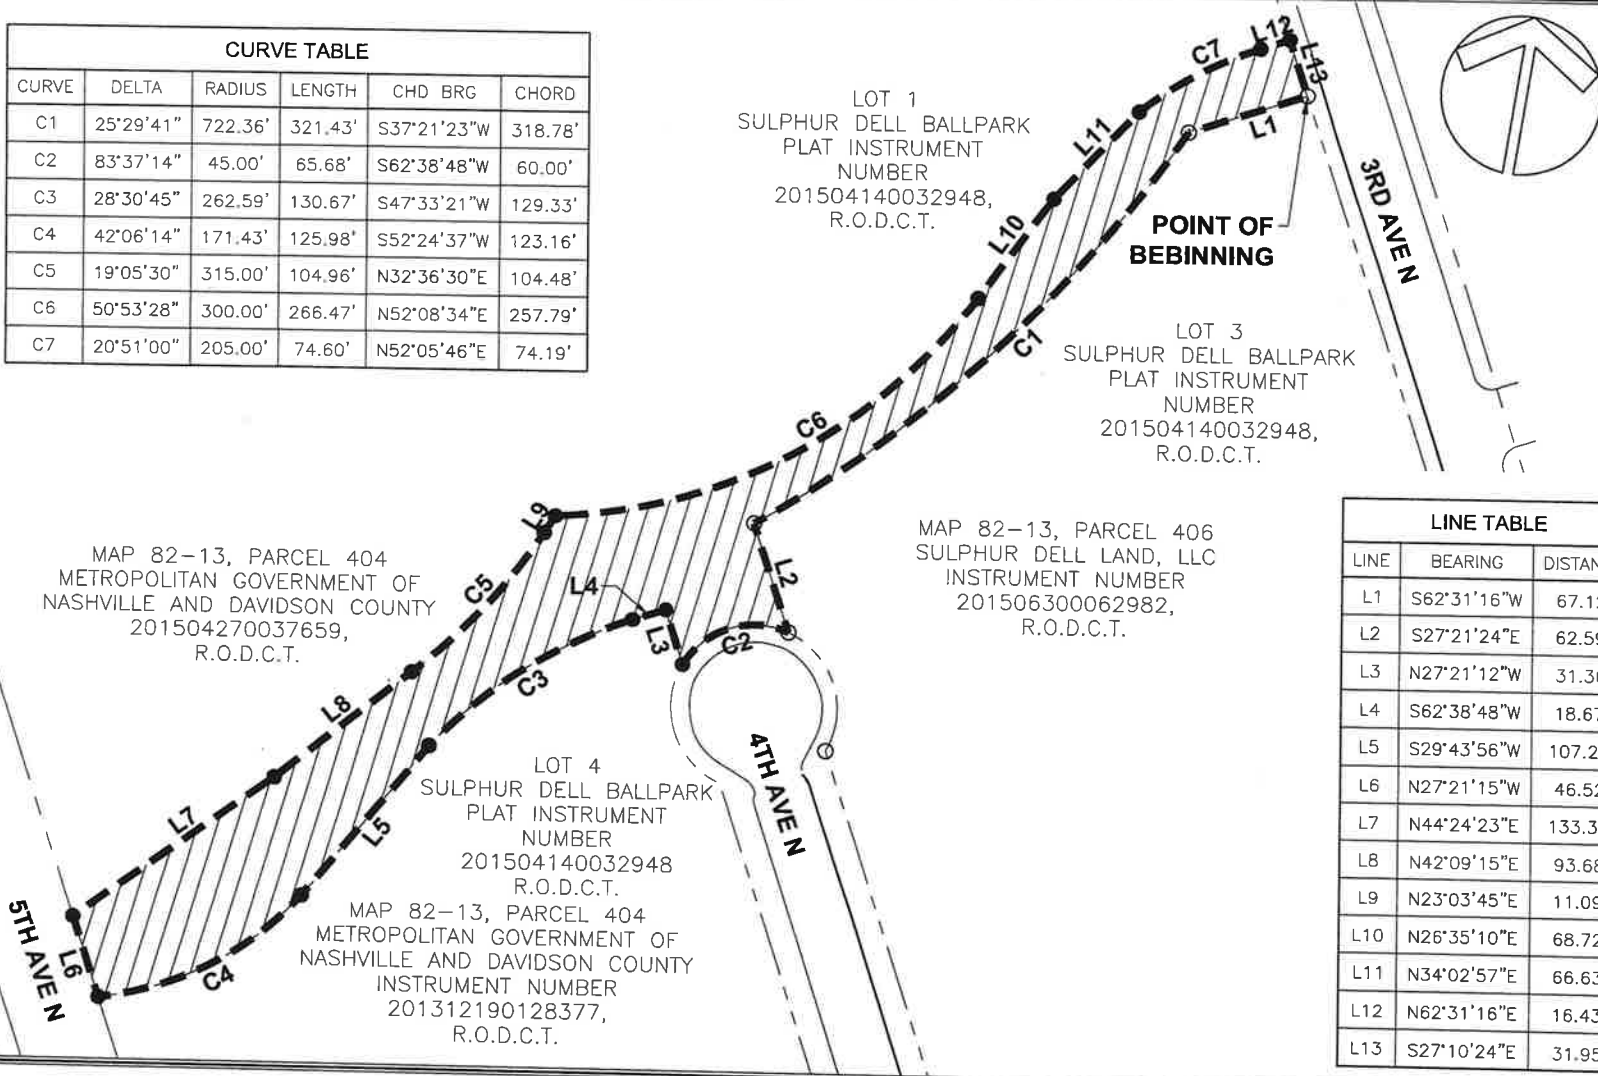 CURVE TABLE
CURVE DELTA RADIUS LENGTH CHD BRG CHORD
C1 25°29'41" 722.36' 321.43' S37°21'23"W 318.78'
C2 83°37'14" 45.00' 65.68' S62°38'48"W 60.00'
C3 28°30'45" 262.59' 130.67' S47°33'21"W 129.33'
C4 42°06'14" 171.43' 125.98' S52°24'37"W 123.16'
C5 19°05'30" 315.00' 104.96' N32°36'30"E 104.48'
C6 50°53'28" 300.00' 266.47' N52°08'34"E 257.79'
C7 20°51'00" 205.00' 74.60' N52°05'46"E 74.19'
LOT 1
SULPHUR DELL BALLPARK
PLAT INSTRUMENT
NUMBER
201504140032948,
R.O.D.C.T.
C7
L12
L13
L1
L11
L10
POINT OF
BEBINNING
3RD AVE N
C1
LOT 3
SULPHUR DELL BALLPARK
PLAT INSTRUMENT
NUMBER
201504140032948,
R.O.D.C.T.
C6
L9
MAP 82-13, PARCEL 404
METROPOLITAN GOVERNMENT OF
NASHVILLE AND DAVIDSON COUNTY
201504270037659,
R.O.D.C.T.
C5
L4
L3
C2
L2
MAP 82-13, PARCEL 406
SULPHUR DELL LAND, LLC
INSTRUMENT NUMBER
201506300062982,
R.O.D.C.T.
C3
L8
L7
L5
4TH AVE N
LOT 4
SULPHUR DELL BALLPARK
PLAT INSTRUMENT
NUMBER
201504140032948
R.O.D.C.T.
MAP 82-13, PARCEL 404
METROPOLITAN GOVERNMENT OF
NASHVILLE AND DAVIDSON COUNTY
INSTRUMENT NUMBER
201312190128377,
R.O.D.C.T.
5TH AVE N
L6
C4
LINE TABLE
LINE BEARING
L1 S62°31'16"W
L2 S27°21'24"E
L3 N27°21'12"W
L4 S62°38'48"W
L5 S29°43'56"W
L6 N27°21'15"W
L7 N44°24'23"E
L8 N42°09'15"E 93.68
L9 N23°03'45"E 11.09
L10 N26°35'10"E 68.72
L11 N34°02'57"E 66.63
L12 N62°31'16"E 16.43
L13 S27°10'24"E 31.95